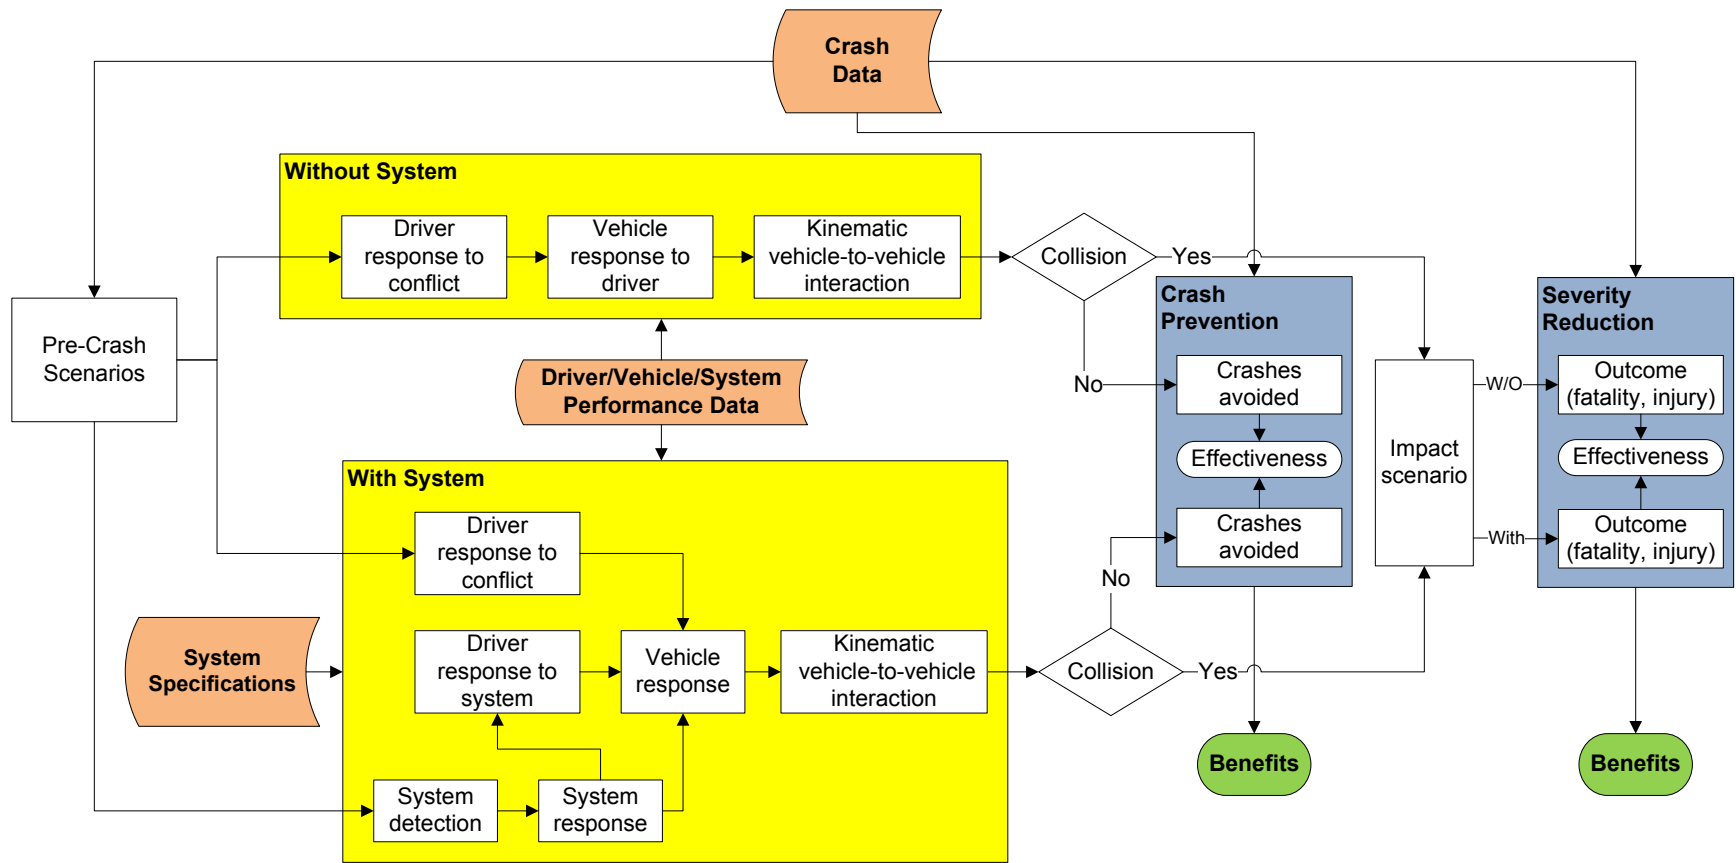 Crash
Data
Without System
Driver
response to
conflict
Vehicle
response to
driver
Kinematic
vehicle-to-vehicle
interaction
Collision
Yes
No
Crash
Prevention
Crashes
avoided
Effectiveness
Crashes
avoided
Severity
Reduction
Outcome
(fatality, injury)
Effectiveness
Outcome
(fatality, injury)
Pre-Crash
Scenarios
Driver/Vehicle/System
Performance Data
Impact
scenario
W/O
With
With System
Driver
response to
conflict
System
Specifications
Driver
response to
system
Vehicle
response
Kinematic
vehicle-to-vehicle
interaction
Collision
No
Yes
System
detection
System
response
Benefits
Benefits